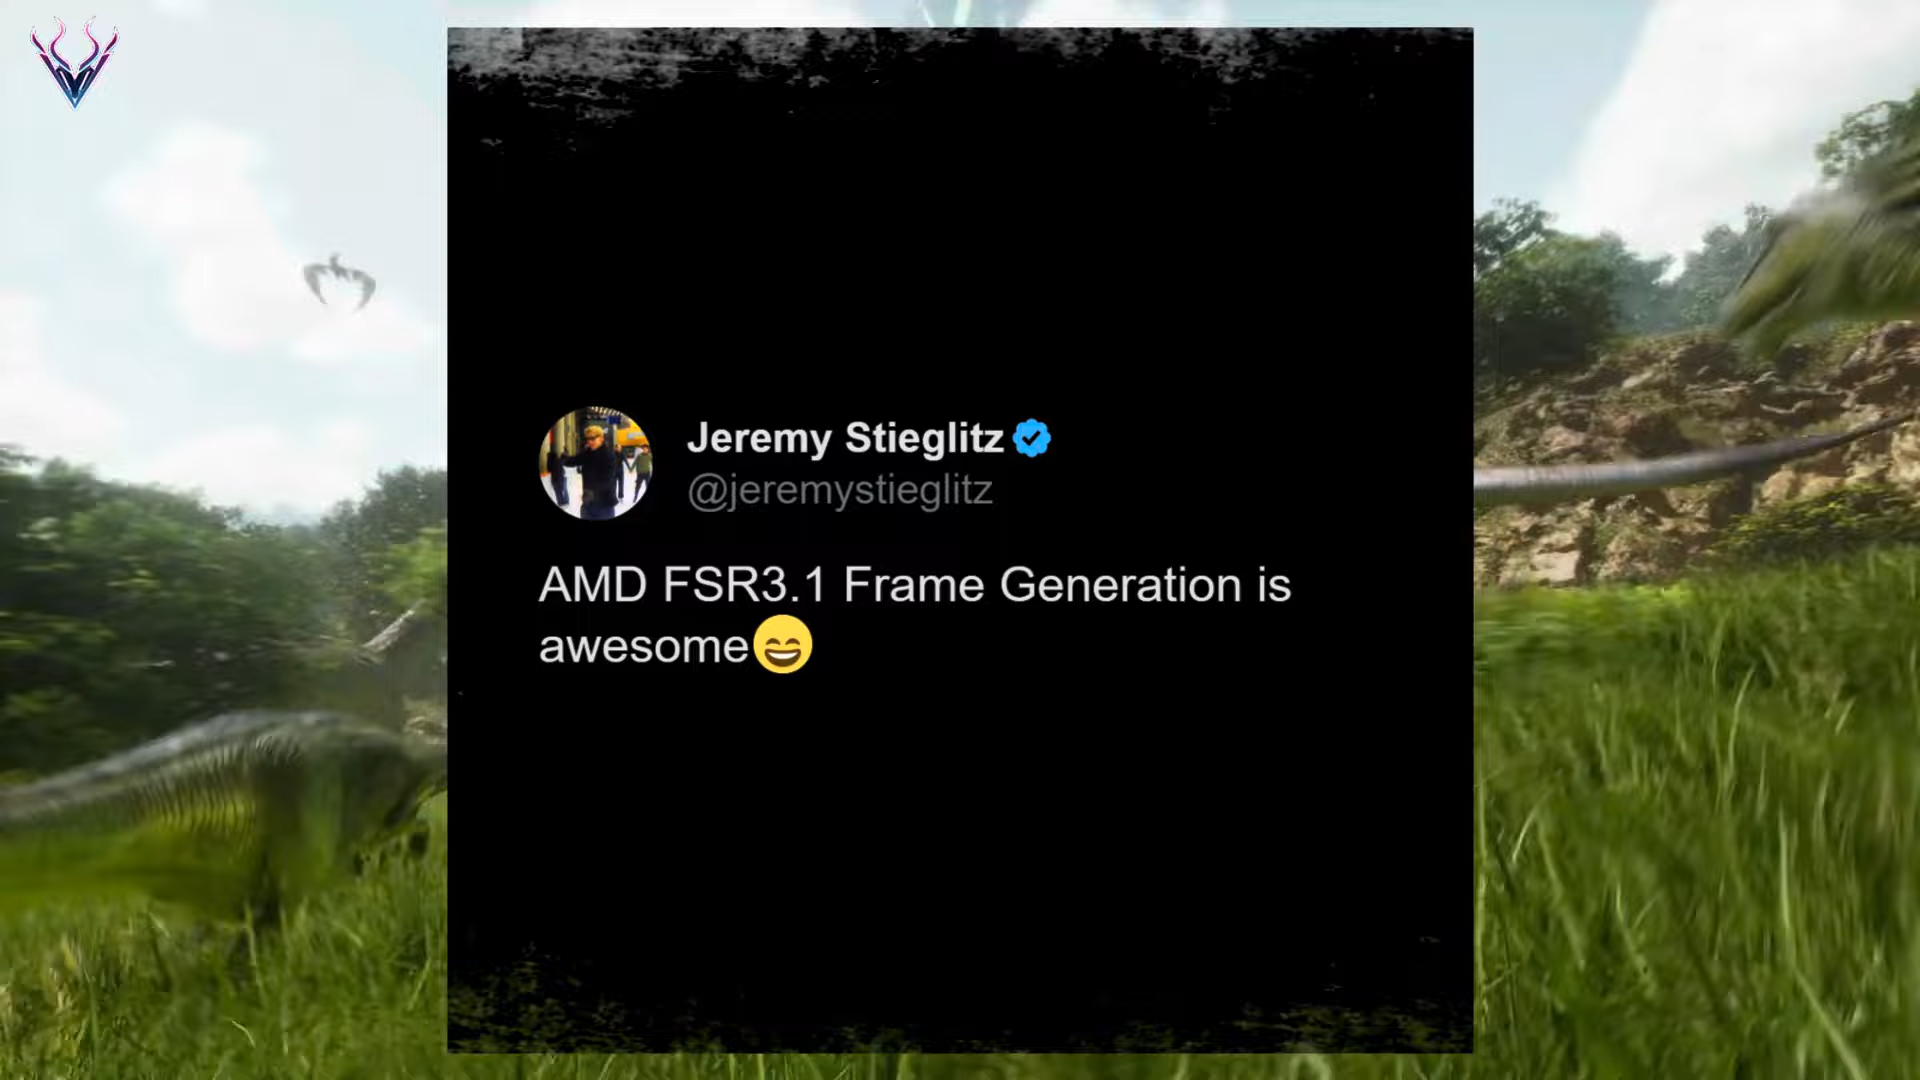 Jeremy Stieglitz
@jeremystieglitz
AMD FSR3.1 Frame Generation is
awesome😄